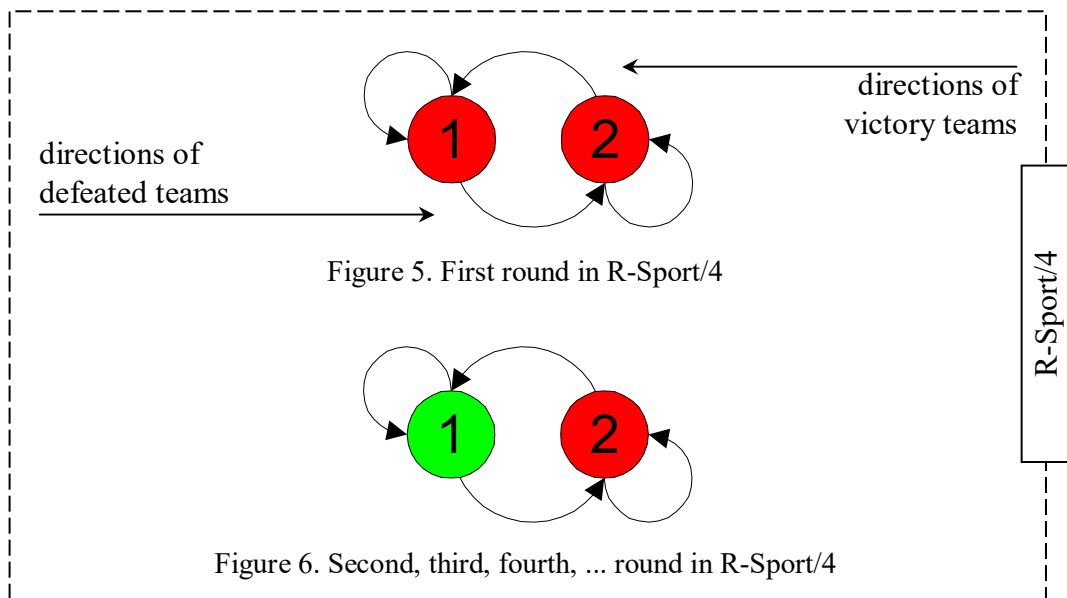 directions of
victory teams
1
2
directions of
defeated teams
Figure 5. First round in R-Sport/4
R-Sport/4
1
2
Figure 6. Second, third, fourth, ... round in R-Sport/4